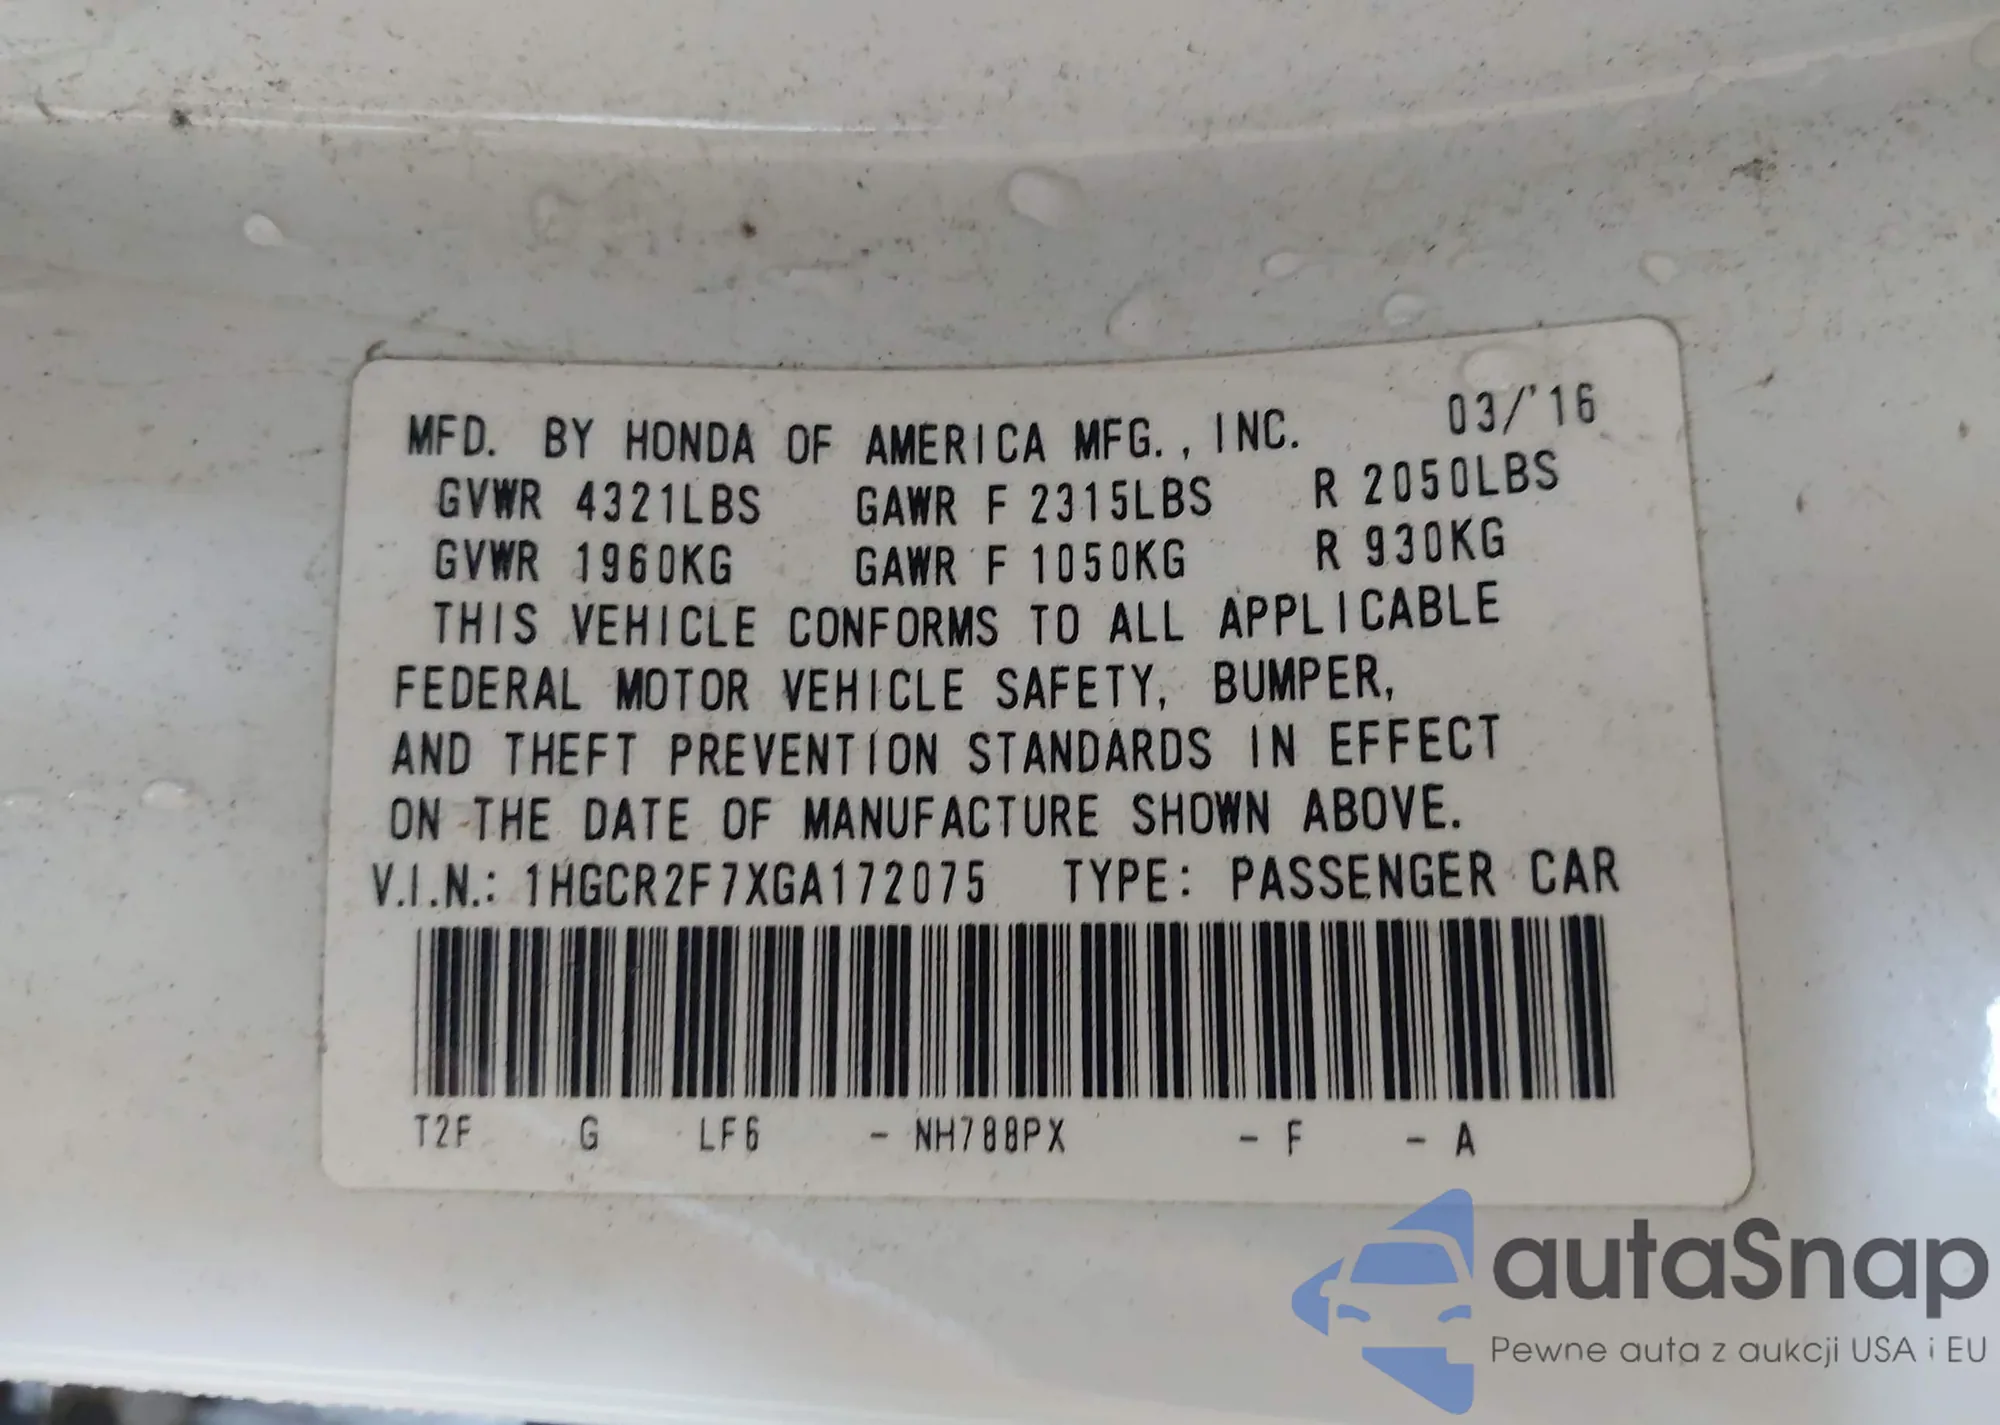 MFD. BY HONDA OF AMERICA MFG., INC. 03/'16
GVWR 4321LBS GAWR F 2315LBS R 2050LBS
GVWR 1960KG GAWR F 1050KG R 930KG
THIS VEHICLE CONFORMS TO ALL APPLICABLE
FEDERAL MOTOR VEHICLE SAFETY, BUMPER,
AND THEFT PREVENTION STANDARDS IN EFFECT
ON THE DATE OF MANUFACTURE SHOWN ABOVE.
V.I.N.: 1HGCR2F7XGA172075 TYPE: PASSENGER CAR
T2F G LF6 - NH788PX - F - A
autaSnap
Pewne auta z aukcji USA i EU